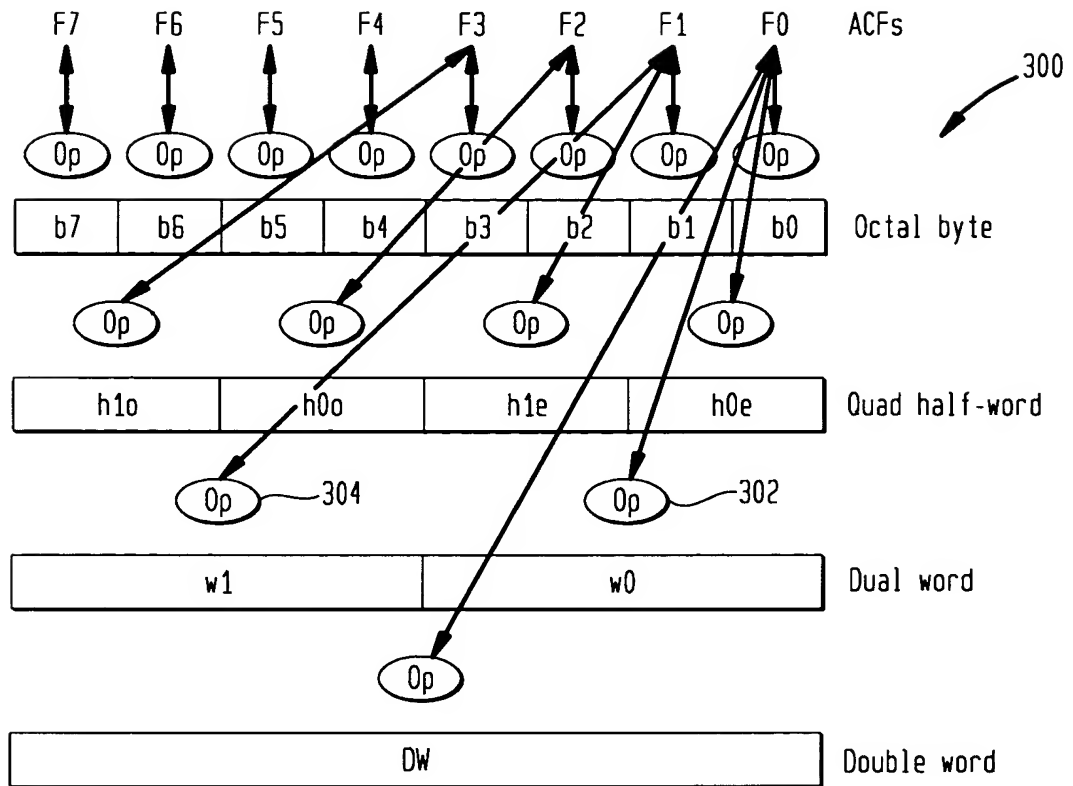 F7 F6 F5 F4 F3 F2 F1 F0 ACFs
300
Op Op Op Op Op Op Op Op
b7 b6 b5 b4 b3 b2 b1 b0 Octal byte
Op Op Op Op
h1o h0o h1e h0e Quad half-word
Op 304 Op 302
w1 w0 Dual word
Op
DW Double word